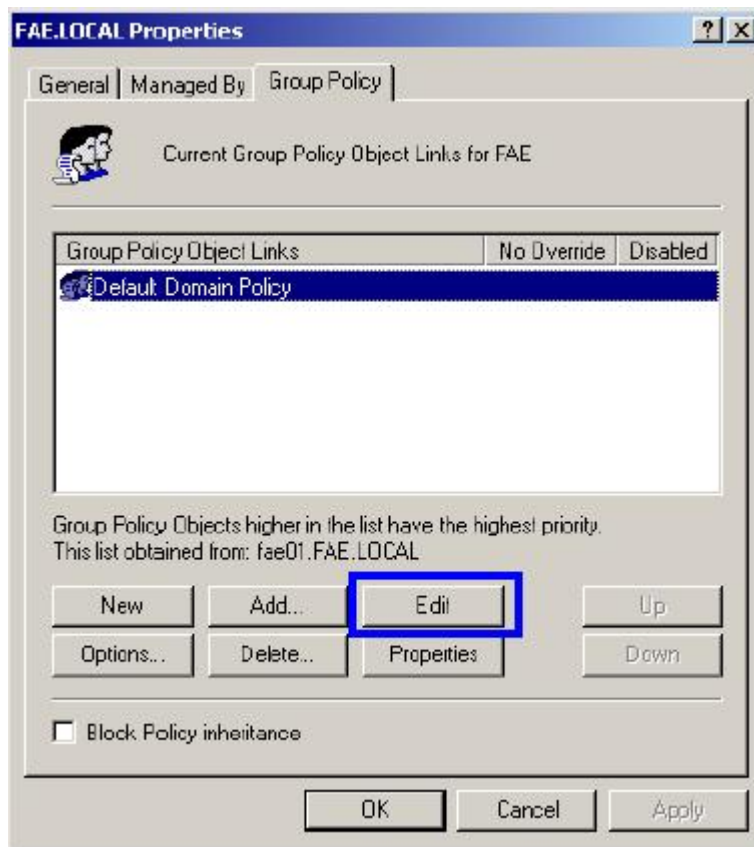 FAE.LOCAL Properties
General Managed By Group Policy
Current Group Policy Object Links for FAE
Group Policy Object Links No Override Disabled
Default Domain Policy
Group Policy Objects higher in the list have the highest priority.
This list obtained from: fae01.FAE.LOCAL
New Add... Edit Up
Options... Delete... Properties Down
Block Policy inheritance
OK Cancel Apply